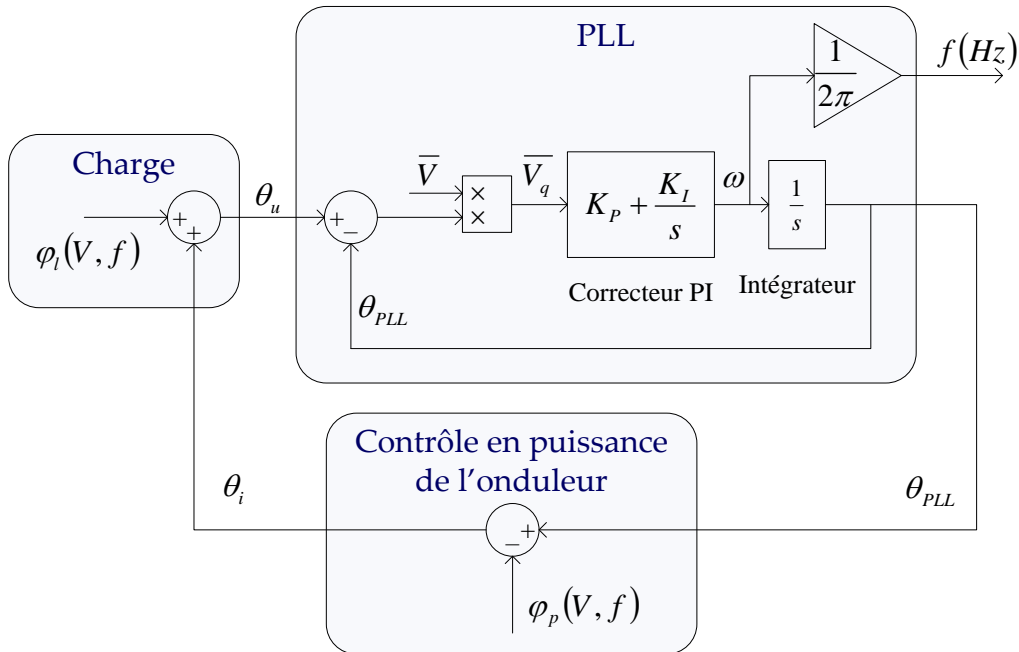 PLL
1
2π
f(Hz)
Charge
+
+
φ_l(V, f)
θ_u
+
−
V̅
×
×
V̅_q
K_P + K_I/s
Correcteur PI
ω
1/s
Intégrateur
θ_PLL
Contrôle en puissance
de l'onduleur
θ_i
−
+
θ_PLL
φ_p(V, f)